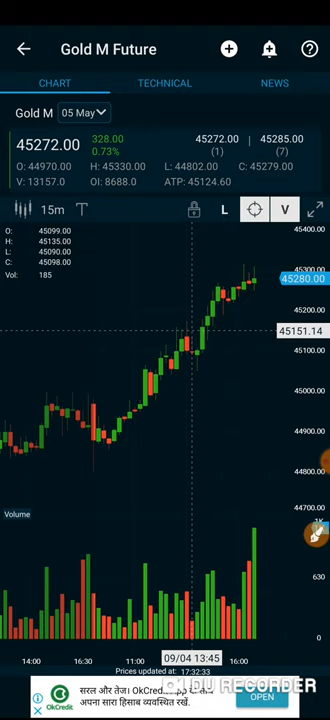 Gold M Future
CHART TECHNICAL NEWS
Gold M 05 May
45272.00 328.00 0.73% 45272.00 (1) | 45285.00 (7)
O: 44970.00 H: 45330.00 L: 44802.00 C: 45279.00
V: 13157.0 OI: 8688.0 ATP: 45124.60
15m T L V
O: 45099.00
H: 45135.00
L: 45090.00
C: 45098.00
Vol: 185
45400.00
45300.00
45280.00
45200.00
45151.14
45100.00
45000.00
44900.00
44800.00
44700.00
Volume
1K
630
0
14:00 16:30 11:00 09/04 13:45 16:00
Prices updated at: 17:32:33
OkCredit
सरल और तेज। OkCredit
अपना सारा हिसाब व्यवस्थित रखें.
OPEN
DU RECORDER